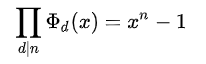 ∏_{d|n} Φ_d(x) = x^n − 1